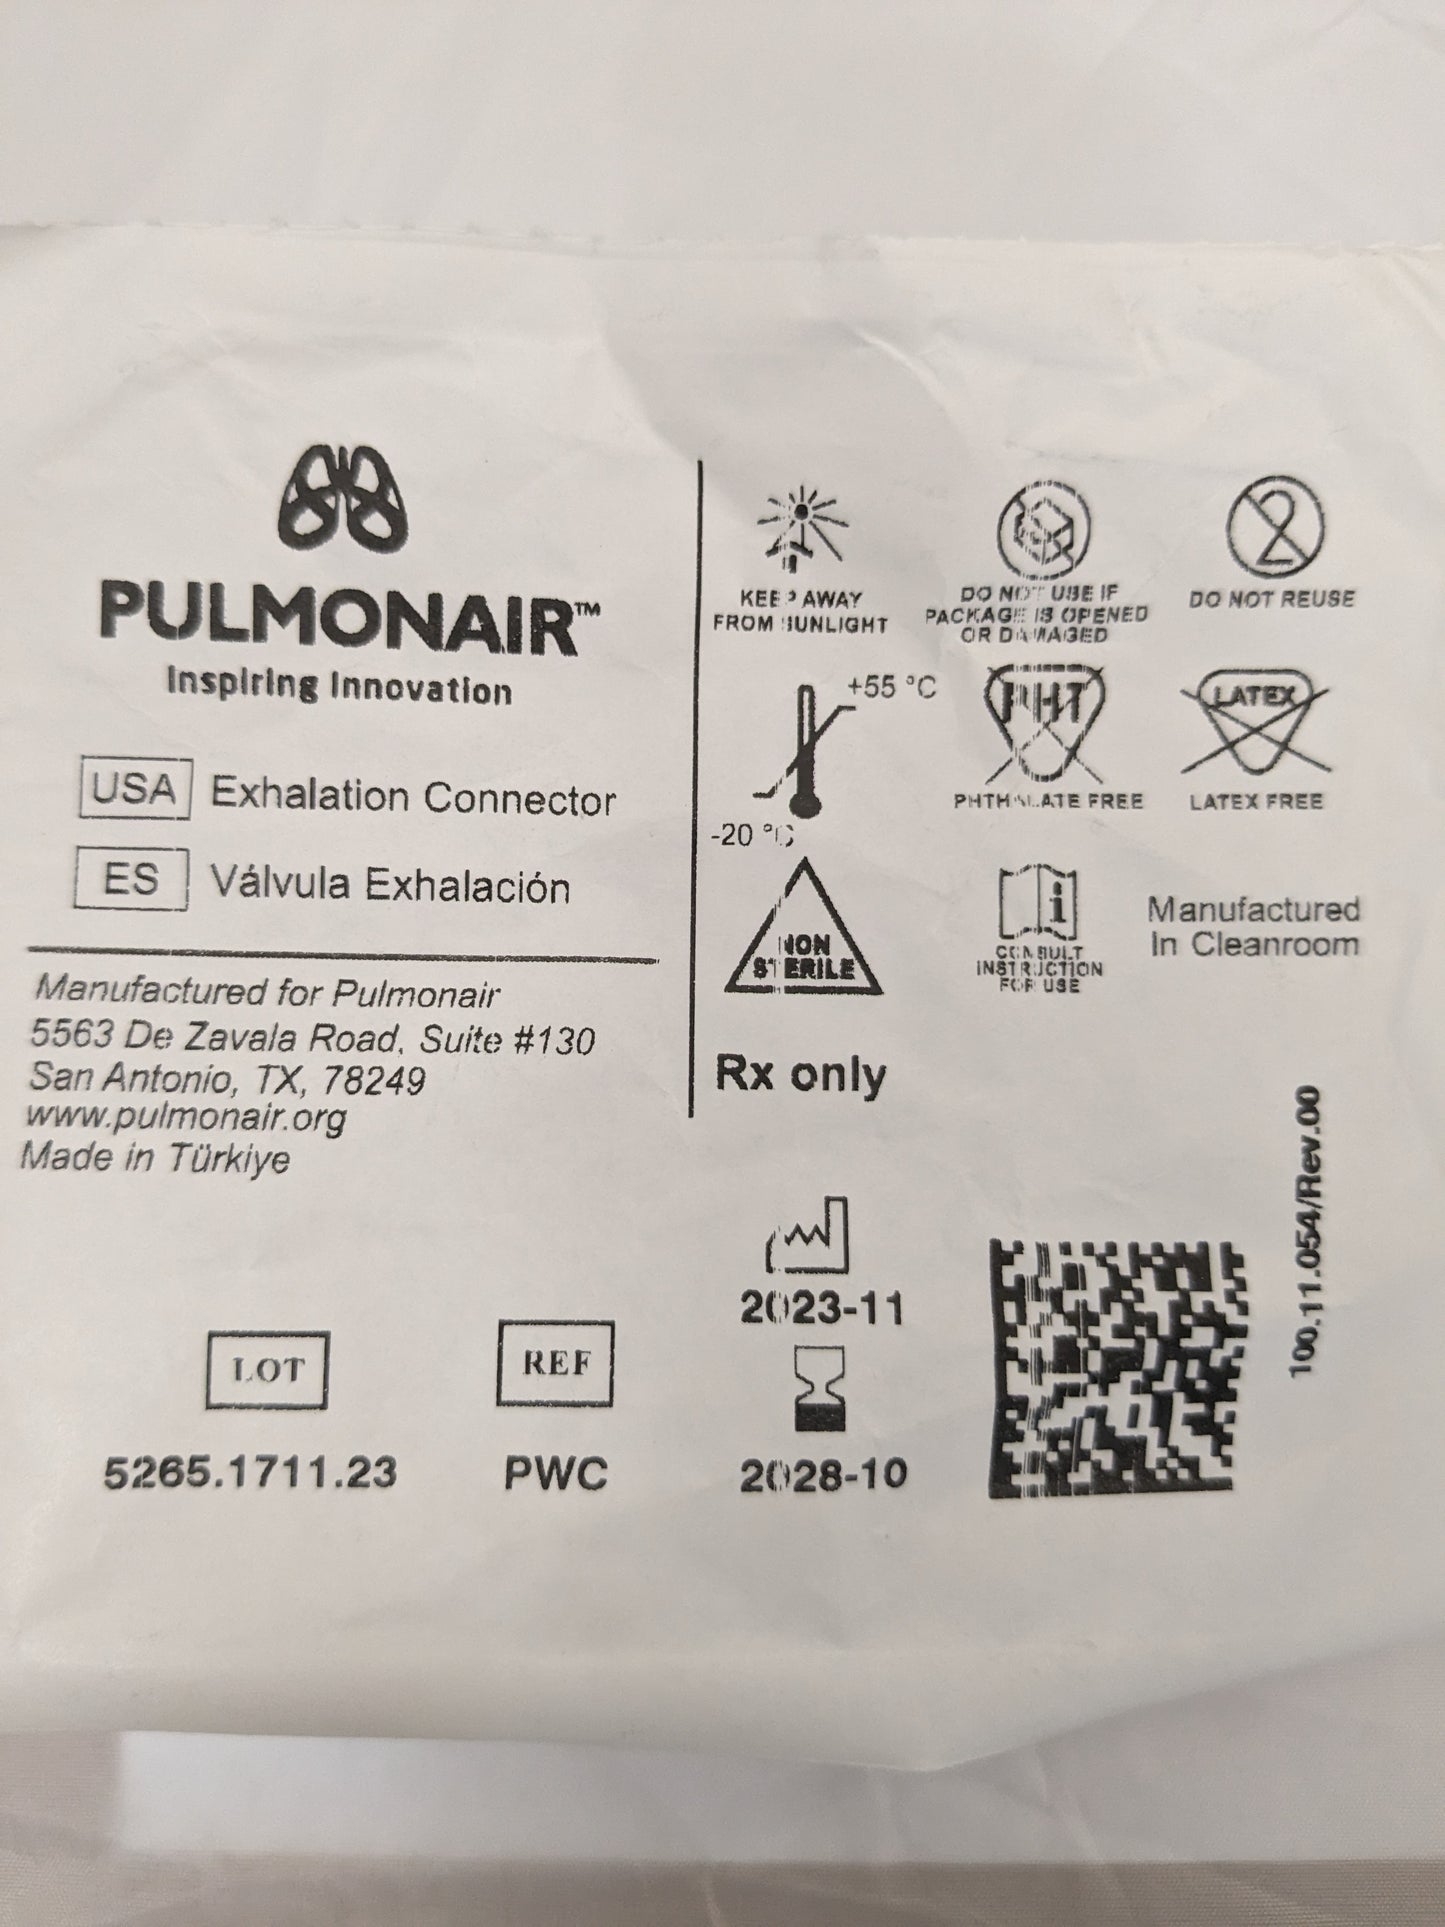 PULMONAIR™
Inspiring Innovation
USA Exhalation Connector
ES Válvula Exhalación
Manufactured for Pulmonair
5563 De Zavala Road, Suite #130
San Antonio, TX, 78249
www.pulmonair.org
Made in Türkiye
LOT
5265.1711.23
REF
PWC
KEEP AWAY
FROM SUNLIGHT
DO NOT USE IF
PACKAGE IS OPENED
OR DAMAGED
2
DO NOT REUSE
+55 °C
-20 °C
PHT
PHTHALATE FREE
LATEX
LATEX FREE
NON
STERILE
i
CONSULT
INSTRUCTION
FOR USE
Manufactured
In Cleanroom
Rx only
2023-11
2028-10
100.11.054/Rev.00